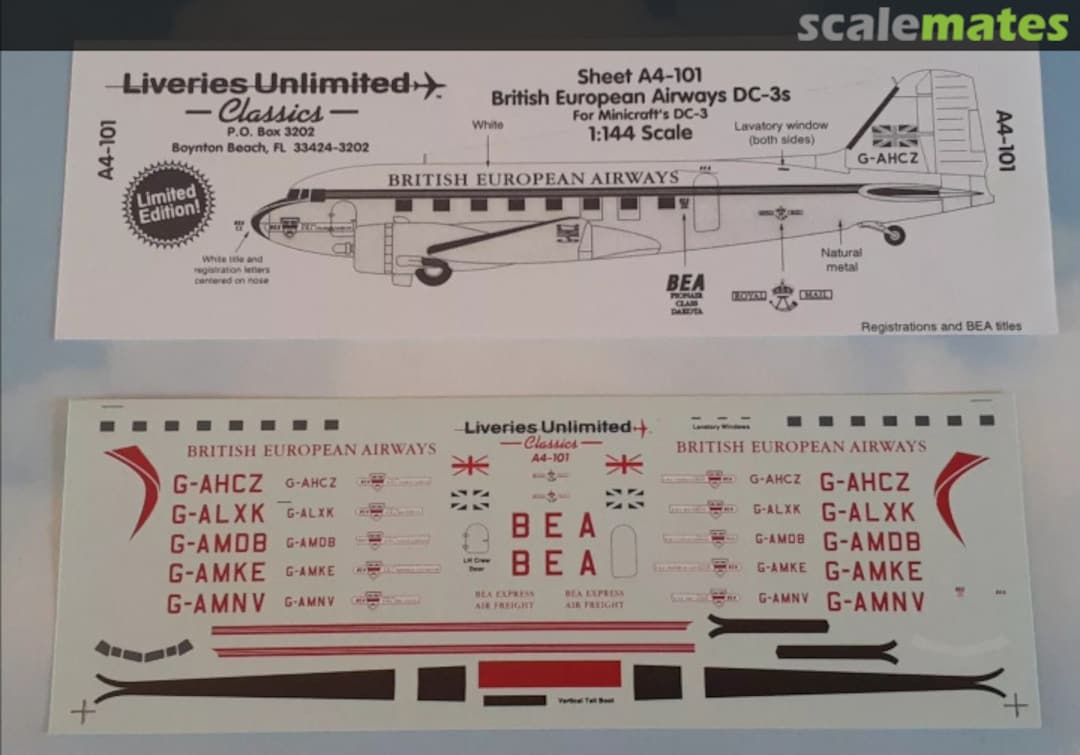 scalemates
Liveries Unlimited
Classics
P.O. Box 3202
Boynton Beach, FL 33424-3202
A4-101
Limited
Edition!
Sheet A4-101
British European Airways DC-3s
For Minicraft's DC-3
1:144 Scale
White
Lavatory window
(both sides)
A4-101
G-AHCZ
BRITISH EUROPEAN AIRWAYS
White title and
registration letters
centered on nose
BEA
PIONAIR
CLASS
DAKOTA
ROYAL MAIL
Natural
metal
Registrations and BEA titles
Liveries Unlimited
Classics
A4-101
Lavatory Windows
BRITISH EUROPEAN AIRWAYS
BRITISH EUROPEAN AIRWAYS
G-AHCZ G-AHCZ
G-AHCZ G-AHCZ
G-ALXK G-ALXK
G-ALXK G-ALXK
G-AMDB G-AMDB
G-AMDB G-AMDB
G-AMKE G-AMKE
G-AMKE G-AMKE
G-AMNV G-AMNV
G-AMNV G-AMNV
BEA
BEA
LH Crew
Door
BEA EXPRESS
AIR FREIGHT
BEA EXPRESS
AIR FREIGHT
Vertical Tail Boot